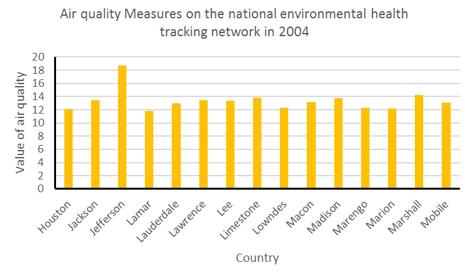 Air quality Measures on the national environmental health
tracking network in 2004
Value of air quality
20
18
16
14
12
10
8
6
4
2
0
Houston
Jackson
Jefferson
Lamar
Lauderdale
Lawrence
Lee
Limestone
Lowndes
Macon
Madison
Marengo
Marion
Marshall
Mobile
Country